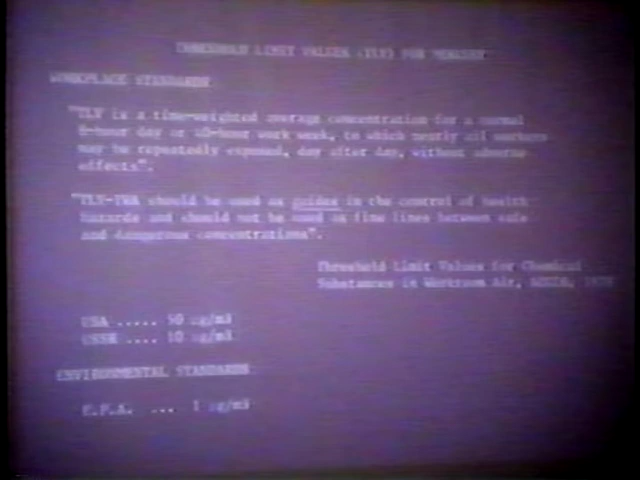 THRESHOLD LIMIT VALUES (TLV) FOR MERCURY
WORKPLACE STANDARDS
"TLV is a time-weighted average concentration for a normal
8-hour day or 40-hour work week, to which nearly all workers
may be repeatedly exposed, day after day, without adverse
effects".
"TLV-TWA should be used as guides in the control of health
hazards and should not be used as fine lines between safe
and dangerous concentrations".
Threshold Limit Values for Chemical
Substances in Workroom Air, ACGIH,
USA ..... 50 ug/m3
USSR .... 10 ug/m3
ENVIRONMENTAL STANDARDS
E.P.A. ... 1 ug/m3